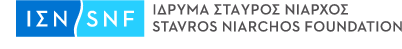 ΙΣΝ/SNF ΙΔΡΥΜΑ ΣΤΑΥΡΟΣ ΝΙΑΡΧΟΣ
STAVROS NIARCHOS FOUNDATION